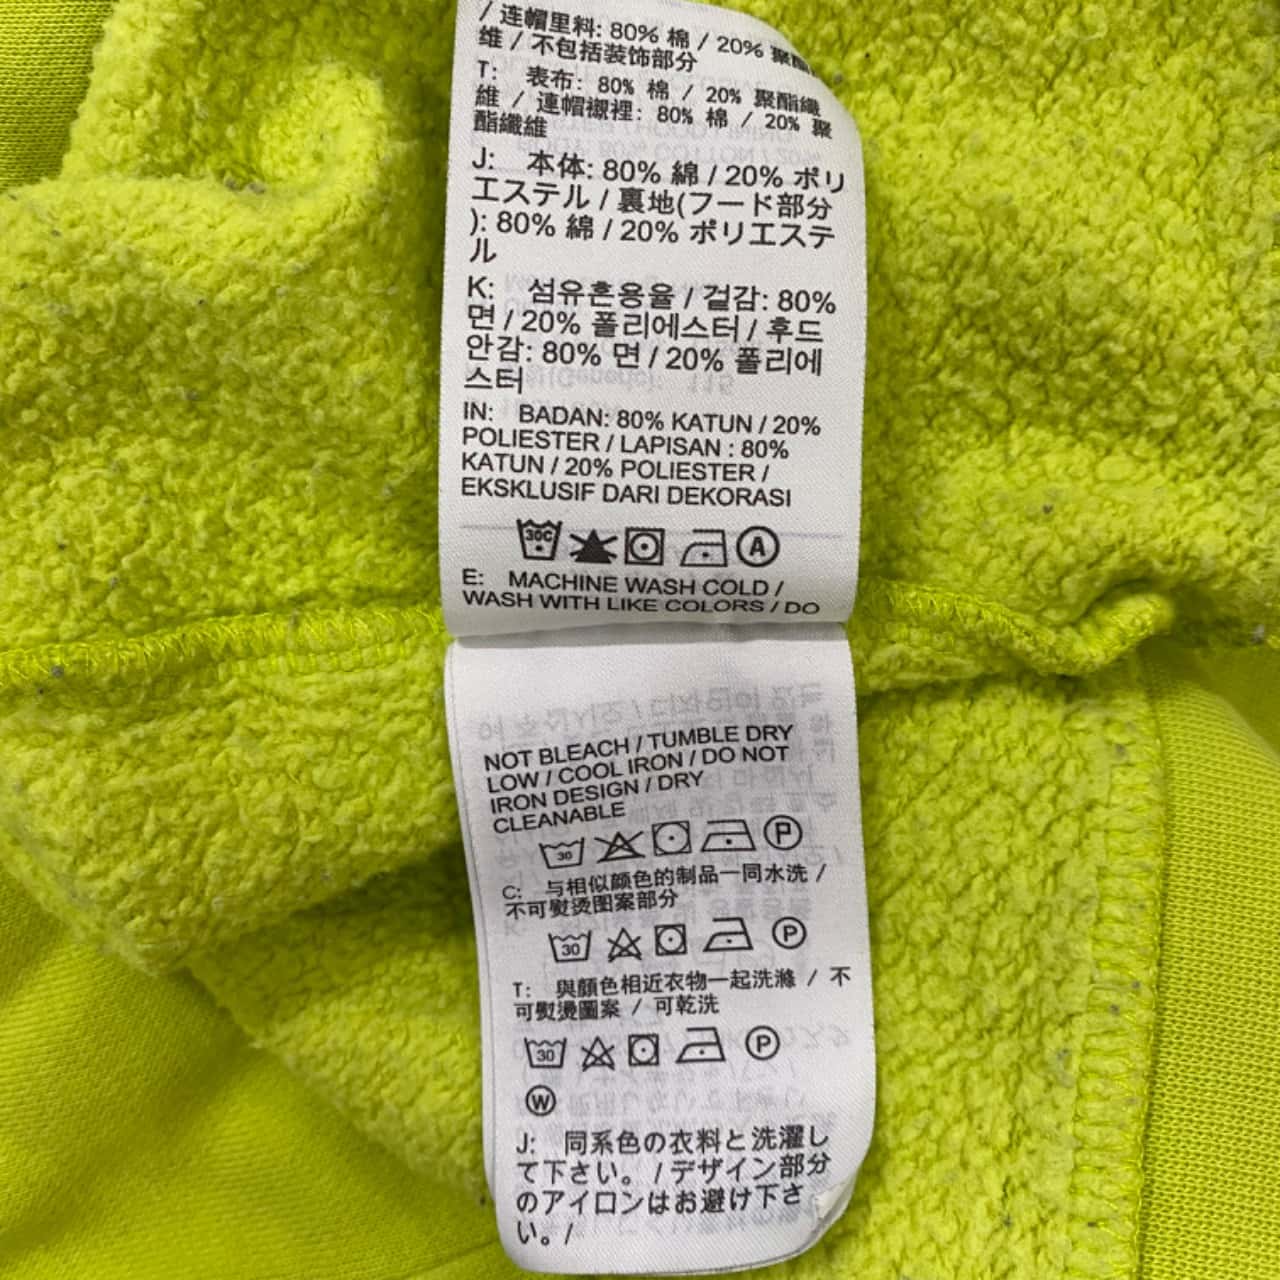 / 连帽里料: 80% 棉 / 20% 聚酯
维 / 不包括装饰部分
T: 表布: 80% 棉 / 20% 聚酯纖
維 / 連帽襯裡: 80% 棉 / 20% 聚
酯纖維
J: 本体: 80% 綿 / 20% ポリ
エステル / 裏地(フード部分
): 80% 綿 / 20% ポリエステ
ル
K: 섬유혼용율 / 겉감: 80%
면 / 20% 폴리에스터 / 후드
안감: 80% 면 / 20% 폴리에
스터
IN: BADAN: 80% KATUN / 20%
POLIESTER / LAPISAN : 80%
KATUN / 20% POLIESTER /
EKSKLUSIF DARI DEKORASI
30C A
E: MACHINE WASH COLD /
WASH WITH LIKE COLORS / DO
NOT BLEACH / TUMBLE DRY
LOW / COOL IRON / DO NOT
IRON DESIGN / DRY
CLEANABLE
30 P
C: 与相似颜色的制品一同水洗 /
不可熨烫图案部分
30 P
T: 與顏色相近衣物一起洗滌 / 不
可熨燙圖案 / 可乾洗
30 P
W
J: 同系色の衣料と洗濯し
て下さい。/ デザイン部分
のアイロンはお避け下さ
い。/